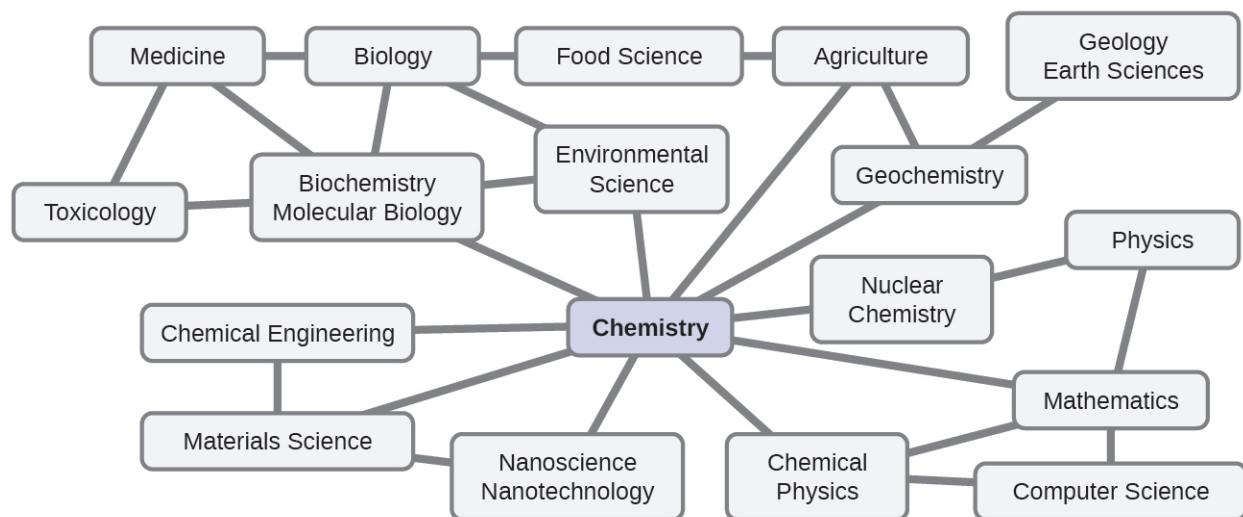 Medicine
Biology
Food Science
Agriculture
Geology
Earth Sciences
Environmental
Science
Geochemistry
Biochemistry
Molecular Biology
Toxicology
Physics
Nuclear
Chemistry
Chemistry
Chemical Engineering
Mathematics
Materials Science
Nanoscience
Nanotechnology
Chemical
Physics
Computer Science